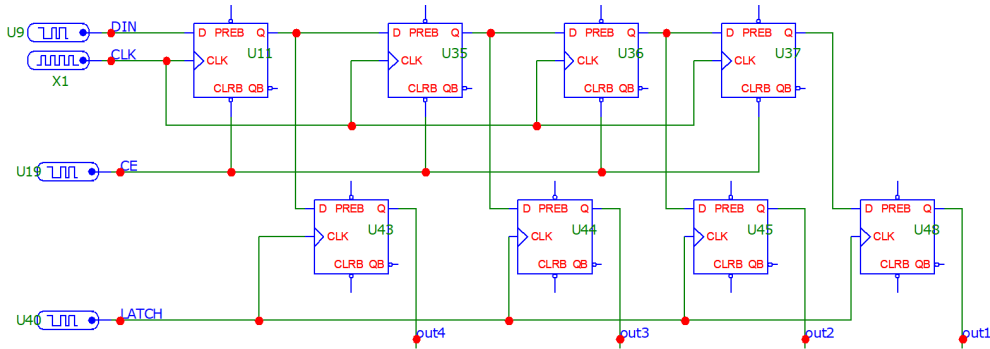 U9 DIN D PREB Q D PREB Q D PREB Q D PREB Q
CLK CLK U11 CLK U35 CLK U36 CLK U37
X1 CLRB QB CLRB QB CLRB QB CLRB QB
U19 CE
D PREB Q D PREB Q D PREB Q D PREB Q
CLK U43 CLK U44 CLK U45 CLK U48
CLRB QB CLRB QB CLRB QB CLRB QB
U40 LATCH
out4 out3 out2 out1